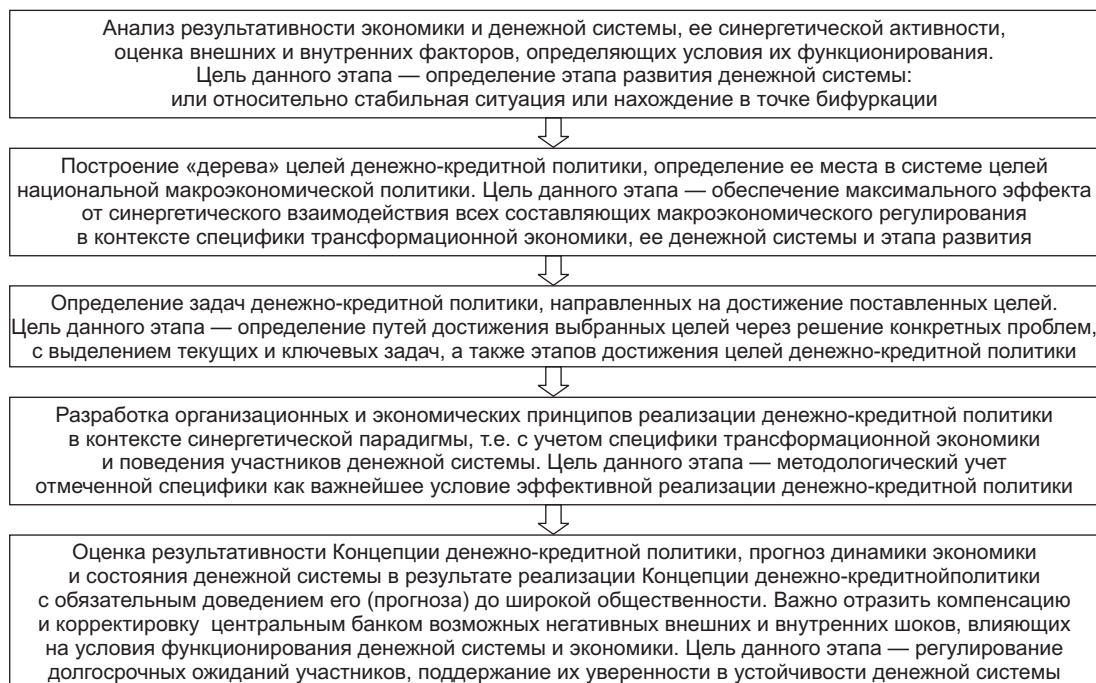 Анализ результативности экономики и денежной системы, ее синергетической активности,
оценка внешних и внутренних факторов, определяющих условия их функционирования.
Цель данного этапа — определение этапа развития денежной системы:
или относительно стабильная ситуация или нахождение в точке бифуркации
Построение «дерева» целей денежно-кредитной политики, определение ее места в системе целей
национальной макроэкономической политики. Цель данного этапа — обеспечение максимального эффекта
от синергетического взаимодействия всех составляющих макроэкономического регулирования
в контексте специфики трансформационной экономики, ее денежной системы и этапа развития
Определение задач денежно-кредитной политики, направленных на достижение поставленных целей.
Цель данного этапа — определение путей достижения выбранных целей через решение конкретных проблем,
с выделением текущих и ключевых задач, а также этапов достижения целей денежно-кредитной политики
Разработка организационных и экономических принципов реализации денежно-кредитной политики
в контексте синергетической парадигмы, т.е. с учетом специфики трансформационной экономики
и поведения участников денежной системы. Цель данного этапа — методологический учет
отмеченной специфики как важнейшее условие эффективной реализации денежно-кредитной политики
Оценка результативности Концепции денежно-кредитной политики, прогноз динамики экономики
и состояния денежной системы в результате реализации Концепции денежно-кредитнойполитики
с обязательным доведением его (прогноза) до широкой общественности. Важно отразить компенсацию
и корректировку центральным банком возможных негативных внешних и внутренних шоков, влияющих
на условия функционирования денежной системы и экономики. Цель данного этапа — регулирование
долгосрочных ожиданий участников, поддержание их уверенности в устойчивости денежной системы